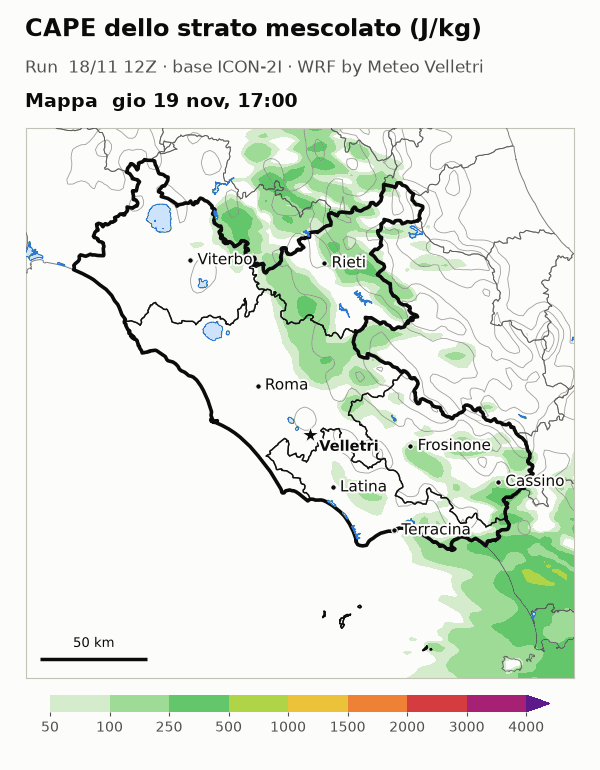 CAPE dello strato mescolato (J/kg)
Run  18/11 12Z · base ICON-2I · WRF by Meteo Velletri
Mappa  gio 19 nov, 17:00
Viterbo
Rieti
Roma
Velletri
Frosinone
Cassino
Latina
Terracina
50 km
50 100 250 500 1000 1500 2000 3000 4000